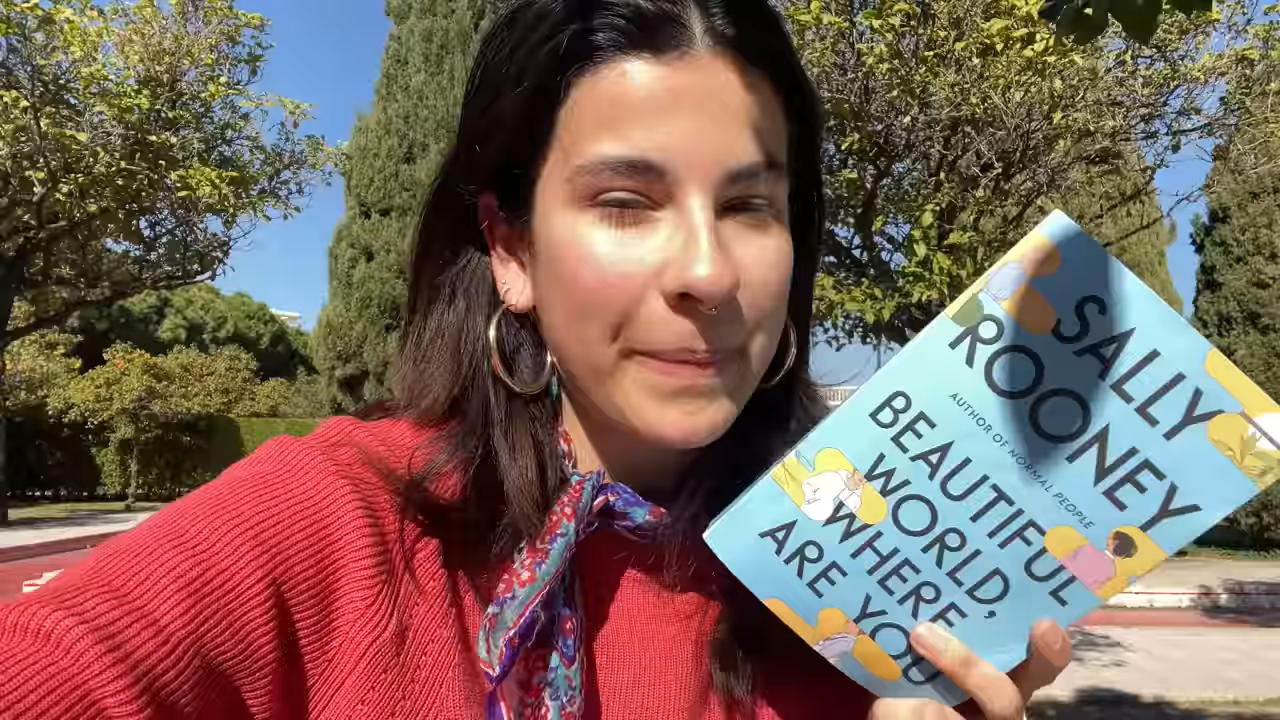 SALLY
ROONEY
AUTHOR OF NORMAL PEOPLE
BEAUTIFUL
WORLD,
WHERE
ARE YOU